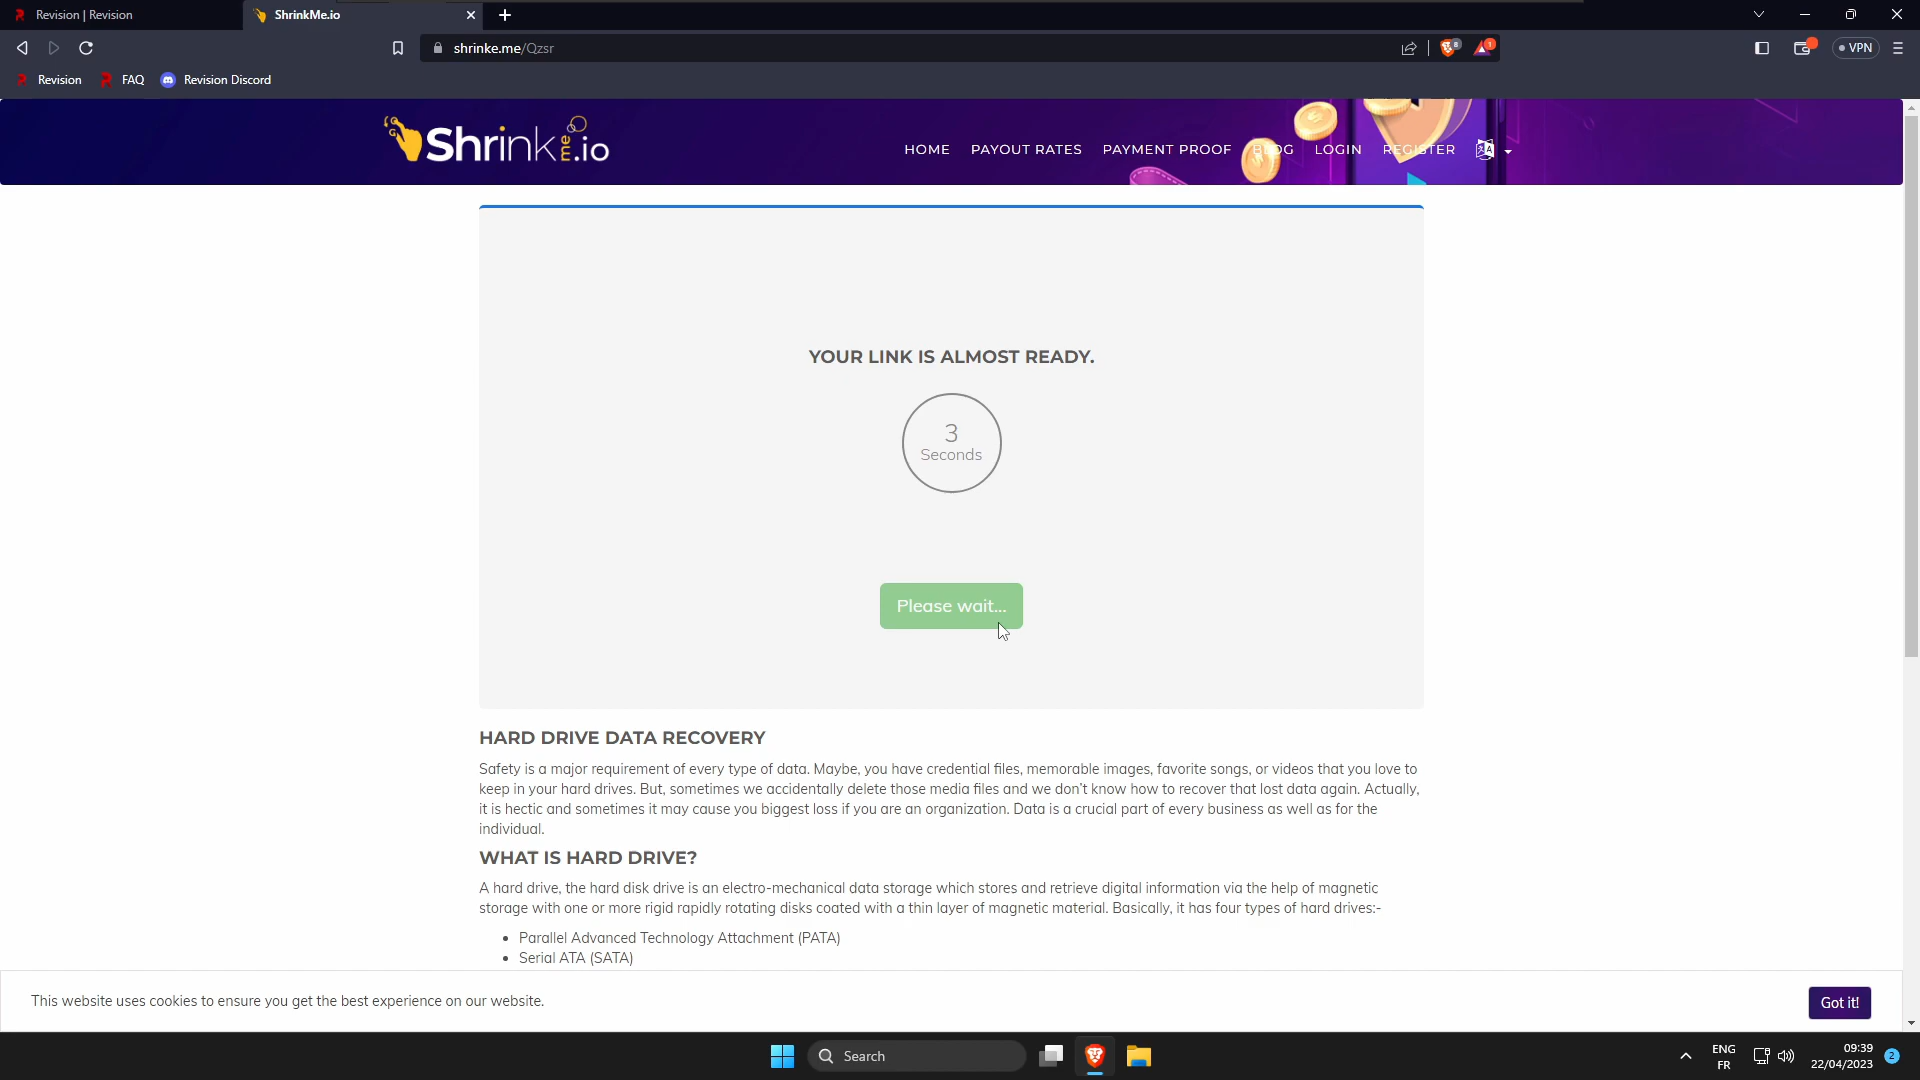 Revision | Revision
ShrinkMe.io
shrinke.me/Qzsr
8
1
VPN
Revision
FAQ
Revision Discord
Shrinkme.io
HOME
PAYOUT RATES
PAYMENT PROOF
BLOG
LOGIN
REGISTER
YOUR LINK IS ALMOST READY.
3
Seconds
Please wait...
HARD DRIVE DATA RECOVERY
Safety is a major requirement of every type of data. Maybe, you have credential files, memorable images, favorite songs, or videos that you love to
keep in your hard drives. But, sometimes we accidentally delete those media files and we don't know how to recover that lost data again. Actually,
it is hectic and sometimes it may cause you biggest loss if you are an organization. Data is a crucial part of every business as well as for the
individual.
WHAT IS HARD DRIVE?
A hard drive, the hard disk drive is an electro-mechanical data storage which stores and retrieve digital information via the help of magnetic
storage with one or more rigid rapidly rotating disks coated with a thin layer of magnetic material. Basically, it has four types of hard drives:-
• Parallel Advanced Technology Attachment (PATA)
• Serial ATA (SATA)
This website uses cookies to ensure you get the best experience on our website.
Got it!
Search
ENG
FR
09:39
22/04/2023
2